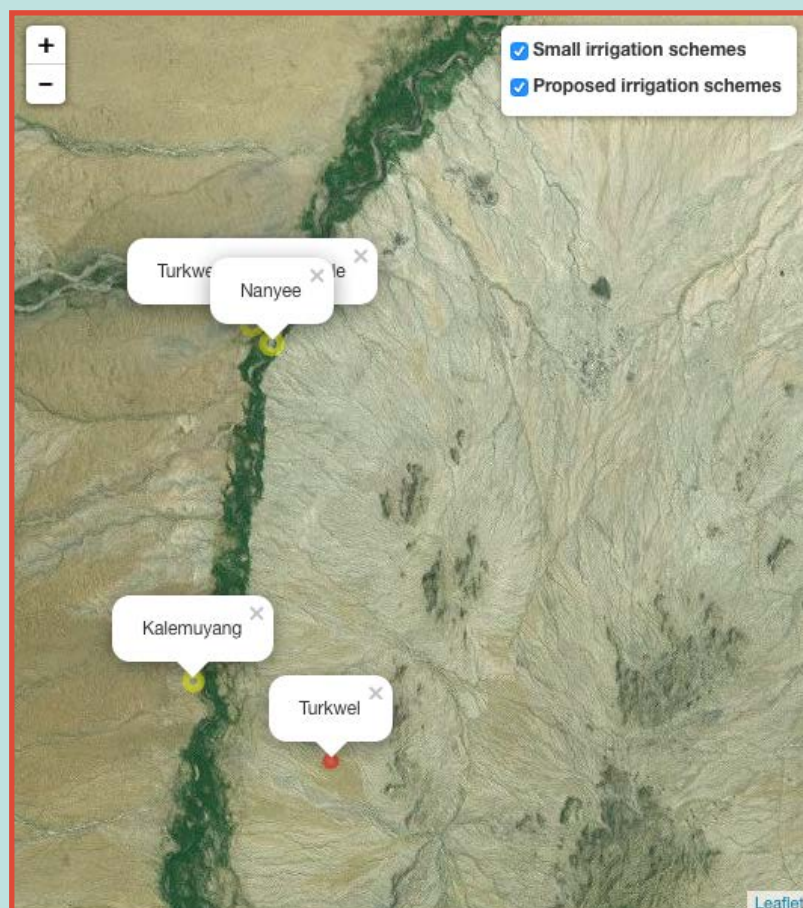 +
−
Small irrigation schemes
Proposed irrigation schemes
×
×
Nanyee
×
Kalemuyang
×
Turkwel
Leaflet